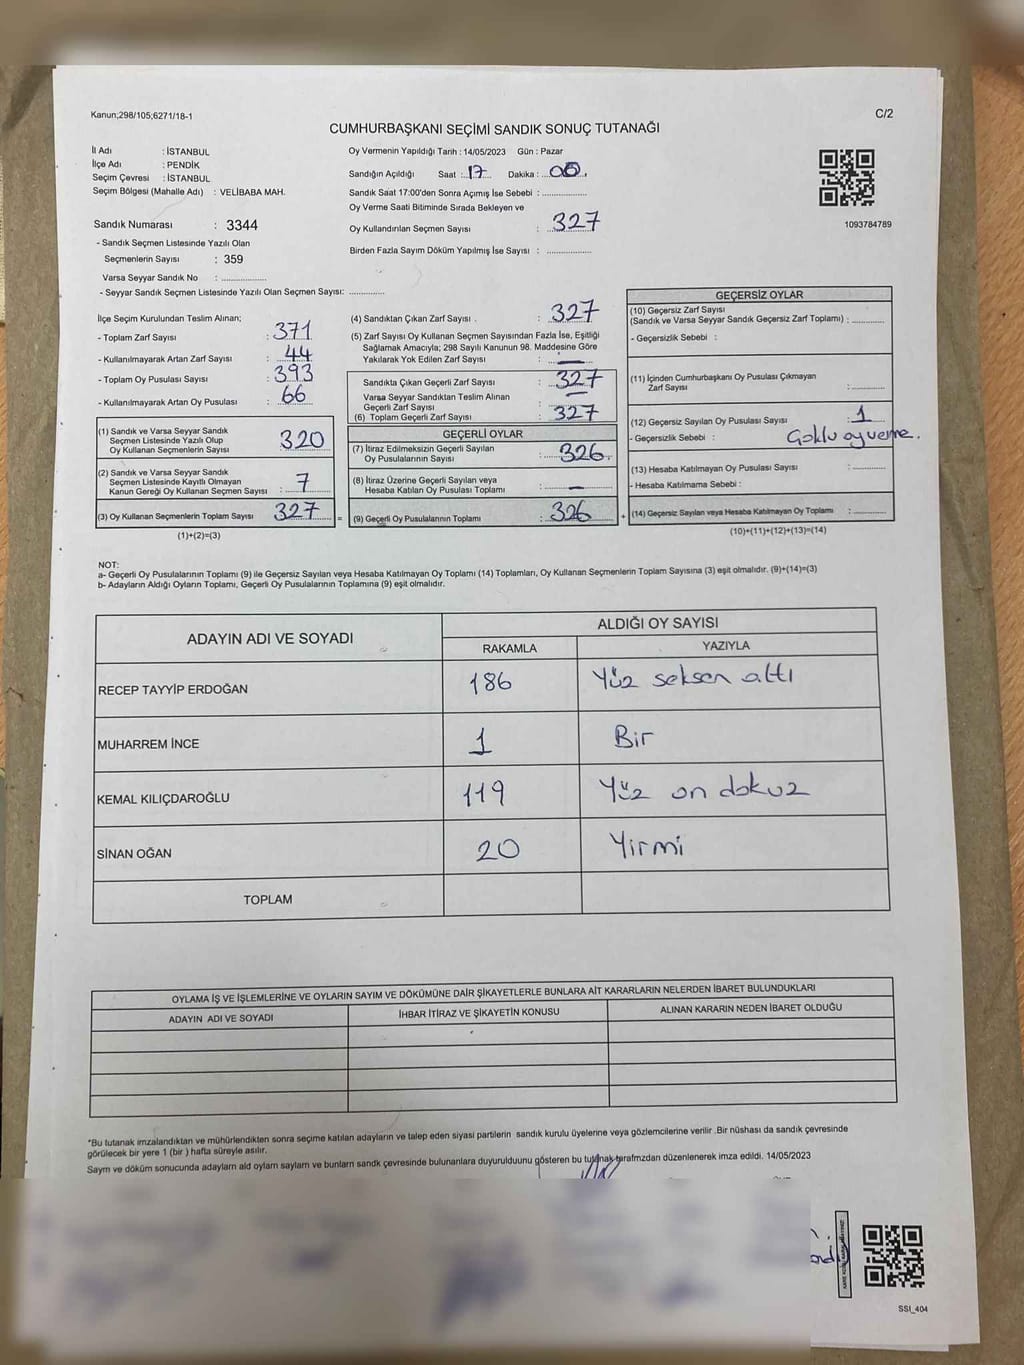 Kanun;298/105;6271/18-1
C/2
CUMHURBAŞKANI SEÇİMİ SANDIK SONUÇ TUTANAĞI
İl Adı : İSTANBUL
İlçe Adı : PENDİK
Seçim Çevresi : İSTANBUL
Seçim Bölgesi (Mahalle Adı) : VELİBABA MAH.
Sandık Numarası : 3344
- Sandık Seçmen Listesinde Yazılı Olan
Seçmenlerin Sayısı : 359
Varsa Seyyar Sandık No : ....................
- Seyyar Sandık Seçmen Listesinde Yazılı Olan Seçmen Sayısı: ............
Oy Vermenin Yapıldığı Tarih : 14/05/2023 Gün : Pazar
Sandığın Açıldığı Saat :..17... Dakika :...00..
Sandık Saat 17:00'den Sonra Açımış İse Sebebi : ...............
Oy Verme Saati Bitiminde Sırada Bekleyen ve
Oy Kullandırılan Seçmen Sayısı : 327
Birden Fazla Sayım Döküm Yapılmış İse Sayısı : ...............
1093784789
İlçe Seçim Kurulundan Teslim Alınan;
- Toplam Zarf Sayısı : 371
- Kullanılmayarak Artan Zarf Sayısı : 44
- Toplam Oy Pusulası Sayısı : 393
- Kullanılmayarak Artan Oy Pusulası : 66
(1) Sandık ve Varsa Seyyar Sandık
Seçmen Listesinde Yazılı Olup
Oy Kullanan Seçmenlerin Sayısı 320
(2) Sandık ve Varsa Seyyar Sandık
Seçmen Listesinde Kayıtlı Olmayan
Kanun Gereği Oy Kullanan Seçmen Sayısı : 7
(3) Oy Kullanan Seçmenlerin Toplam Sayısı 327
(1)+(2)=(3)
(4) Sandıktan Çıkan Zarf Sayısı : 327
(5) Zarf Sayısı Oy Kullanan Seçmen Sayısından Fazla İse, Eşitliği
Sağlamak Amacıyla; 298 Sayılı Kanunun 98. Maddesine Göre
Yakılarak Yok Edilen Zarf Sayısı : —
Sandıkta Çıkan Geçerli Zarf Sayısı : 327
Varsa Seyyar Sandıktan Teslim Alınan
Geçerli Zarf Sayısı : —
(6) Toplam Geçerli Zarf Sayısı : 327
GEÇERLİ OYLAR
(7) İtiraz Edilmeksizin Geçerli Sayılan
Oy Pusulalarının Sayısı : 326
(8) İtiraz Üzerine Geçerli Sayılan veya
Hesaba Katılan Oy Pusulası Toplamı : —
= (9) Geçerli Oy Pusulalarının Toplamı : 326 +
GEÇERSİZ OYLAR
(10) Geçersiz Zarf Sayısı
(Sandık ve Varsa Seyyar Sandık Geçersiz Zarf Toplamı) : ............
- Geçersizlik Sebebi :
(11) İçinden Cumhurbaşkanı Oy Pusulası Çıkmayan
Zarf Sayısı : ............
(12) Geçersiz Sayılan Oy Pusulası Sayısı : 1
- Geçersizlik Sebebi : Çoklu oy verme.
(13) Hesaba Katılmayan Oy Pusulası Sayısı : ............
- Hesaba Katılmama Sebebi :
(14) Geçersiz Sayılan veya Hesaba Katılmayan Oy Toplamı : ............
(10)+(11)+(12)+(13)=(14)
NOT:
a- Geçerli Oy Pusulalarının Toplamı (9) ile Geçersiz Sayılan veya Hesaba Katılmayan Oy Toplamı (14) Toplamları, Oy Kullanan Seçmenlerin Toplam Sayısına (3) eşit olmalıdır. (9)+(14)=(3)
b- Adayların Aldığı Oyların Toplamı, Geçerli Oy Pusulalarının Toplamına (9) eşit olmalıdır.
ADAYIN ADI VE SOYADI ALDIĞI OY SAYISI
RAKAMLA YAZIYLA
RECEP TAYYİP ERDOĞAN 186 Yüz seksen altı
MUHARREM İNCE 1 Bir
KEMAL KILIÇDAROĞLU 119 Yüz on dokuz
SİNAN OĞAN 20 Yirmi
TOPLAM
OYLAMA İŞ VE İŞLEMLERİNE VE OYLARIN SAYIM VE DÖKÜMÜNE DAİR ŞİKAYETLERLE BUNLARA AİT KARARLARIN NELERDEN İBARET BULUNDUKLARI
ADAYIN ADI VE SOYADI İHBAR İTİRAZ VE ŞİKAYETİN KONUSU ALINAN KARARIN NEDEN İBARET OLDUĞU
*Bu tutanak imzalandıktan ve mühürlendikten sonra seçime katılan adayların ve talep eden siyasi partilerin sandık kurulu üyelerine veya gözlemcilerine verilir .Bir nüshası da sandık çevresinde
görülecek bir yere 1 (bir ) hafta süreyle asılır.
Sayım ve döküm sonucunda adayların ald oyların sayıları ve bunların sandk çevresinde bulunanlara duyurulduunu gösteren bu tutanak tarafmzdan düzenlenerek imza edildi. 14/05/2023
SSI_404